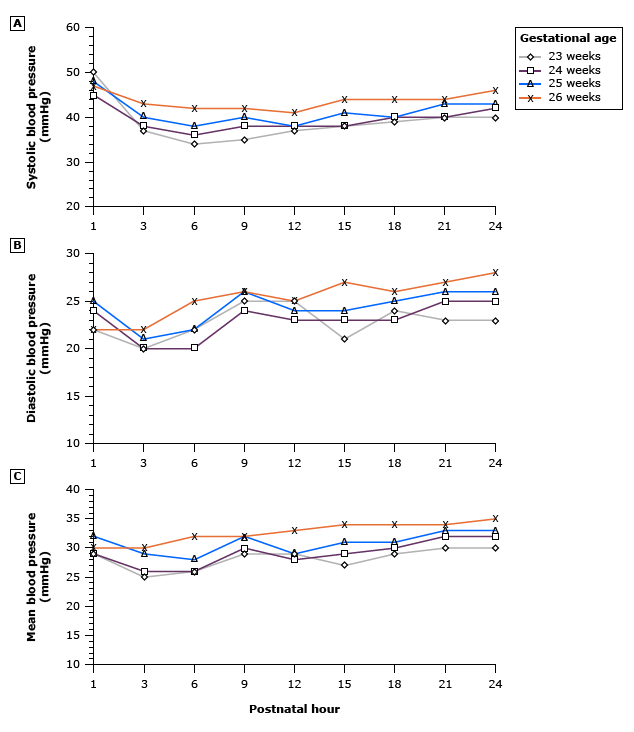 A
Systolic blood pressure
(mmHg)
60
50
40
30
20
1 3 6 9 12 15 18 21 24
Gestational age
23 weeks
24 weeks
25 weeks
26 weeks
B
Diastolic blood pressure
(mmHg)
30
25
20
15
10
1 3 6 9 12 15 18 21 24
C
Mean blood pressure
(mmHg)
40
35
30
25
20
15
10
1 3 6 9 12 15 18 21 24
Postnatal hour